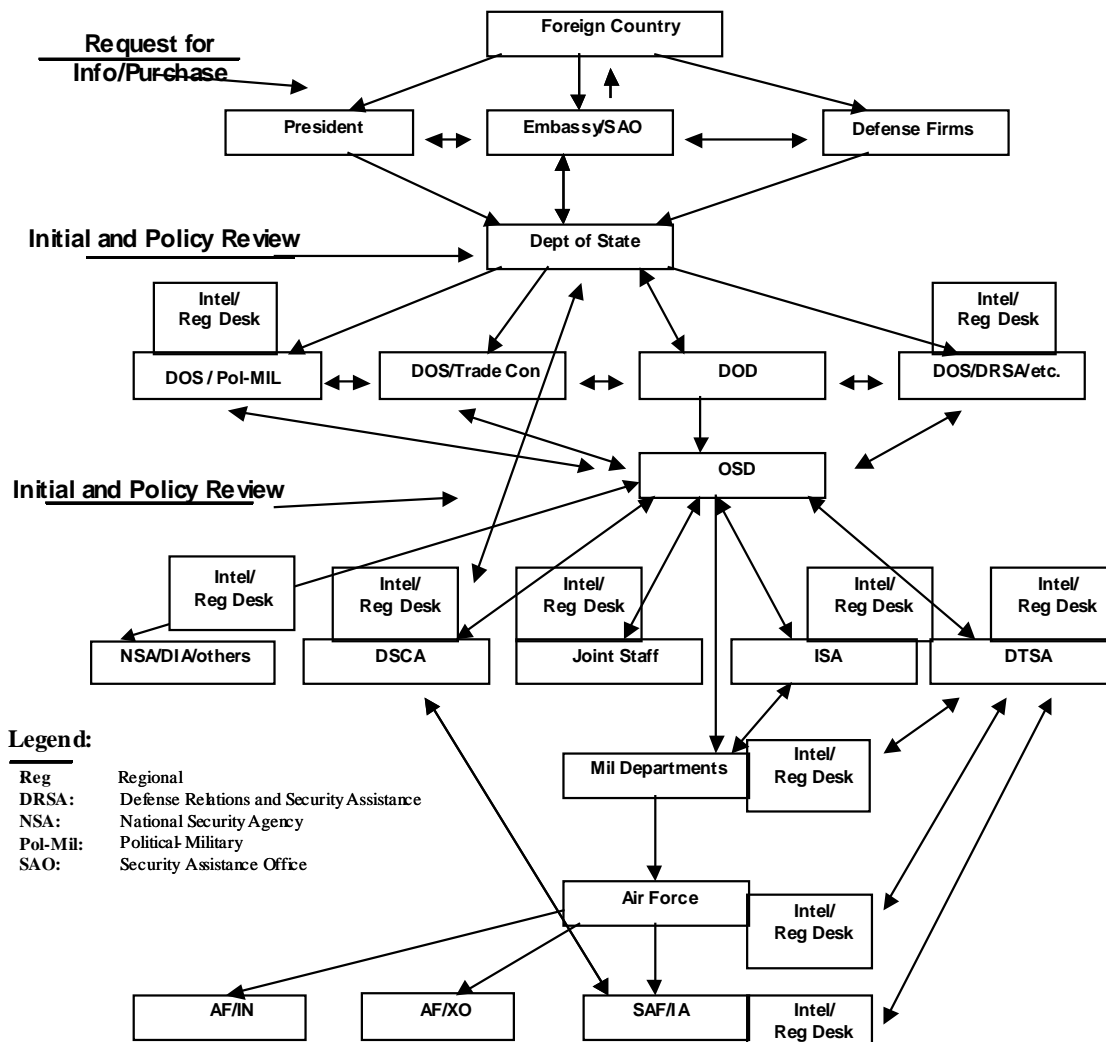 Foreign Country
Request for
Info/Purchase
President
Embassy/SAO
Defense Firms
Initial and Policy Review
Dept of State
Intel/
Reg Desk
Intel/
Reg Desk
DOS / Pol-MIL
DOS/Trade Con
DOD
DOS/DRSA/etc.
Initial and Policy Review
OSD
Intel/
Reg Desk
Intel/
Reg Desk
Intel/
Reg Desk
Intel/
Reg Desk
Intel/
Reg Desk
NSA/DIA/others
DSCA
Joint Staff
ISA
DTSA
Legend:
Reg Regional
DRSA: Defense Relations and Security Assistance
NSA: National Security Agency
Pol-Mil: Political-Military
SAO: Security Assistance Office
Mil Departments
Intel/
Reg Desk
Air Force
Intel/
Reg Desk
AF/IN
AF/XO
SAF/IA
Intel/
Reg Desk